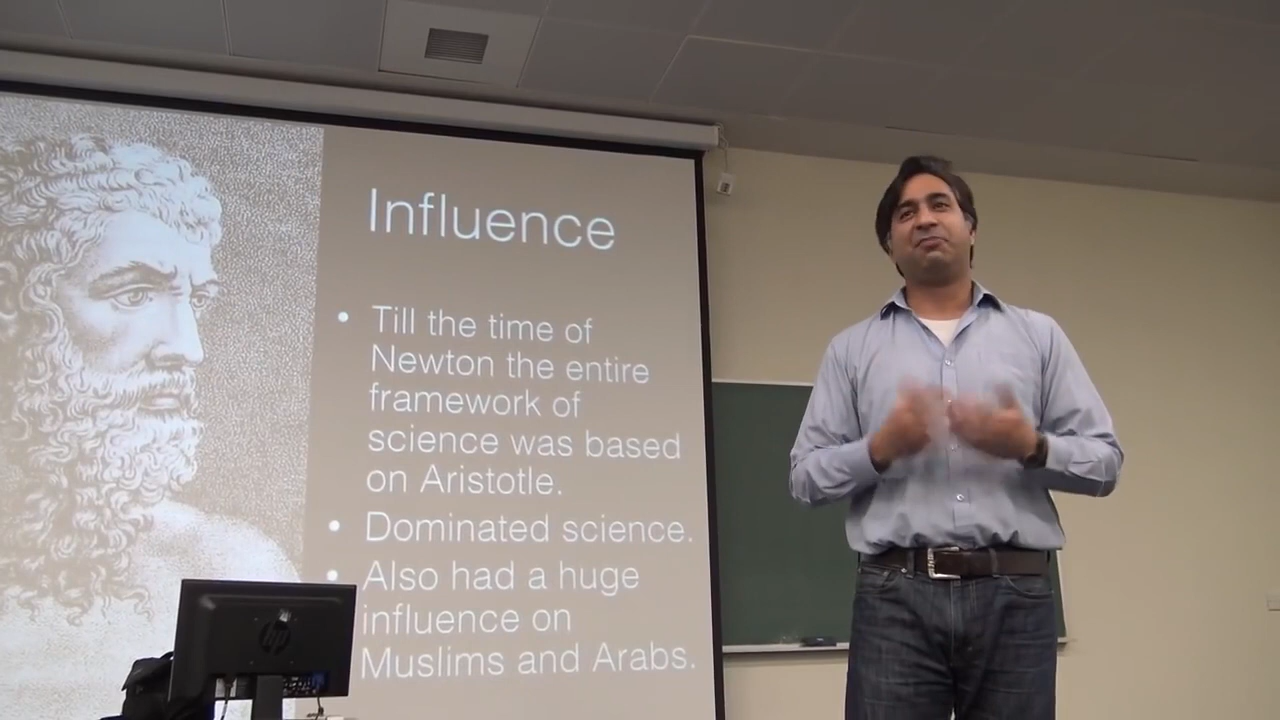 Influence
• Till the time of
Newton the entire
framework of
science was based
on Aristotle.
• Dominated science.
• Also had a huge
influence on
Muslims and Arabs.
hp